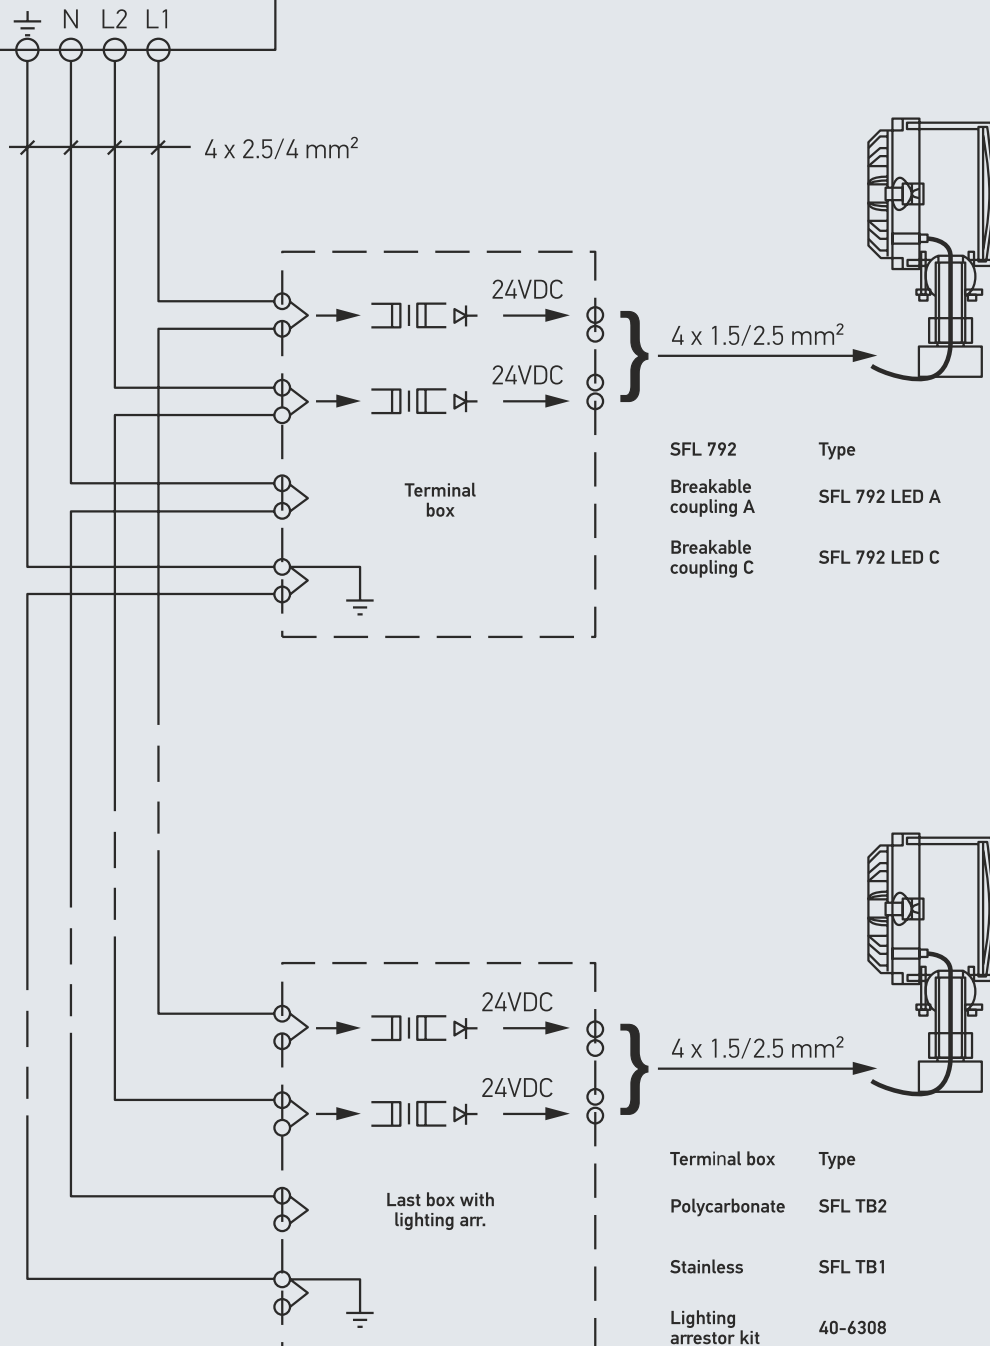 N L2 L1
4 x 2.5/4 mm²
24VDC
4 x 1.5/2.5 mm²
24VDC
SFL 792 Type
Terminal
box
Breakable
coupling A SFL 792 LED A
Breakable
coupling C SFL 792 LED C
24VDC
4 x 1.5/2.5 mm²
24VDC
Last box with
lighting arr.
Terminal box Type
Polycarbonate SFL TB2
Stainless SFL TB1
Lighting
arrestor kit 40-6308